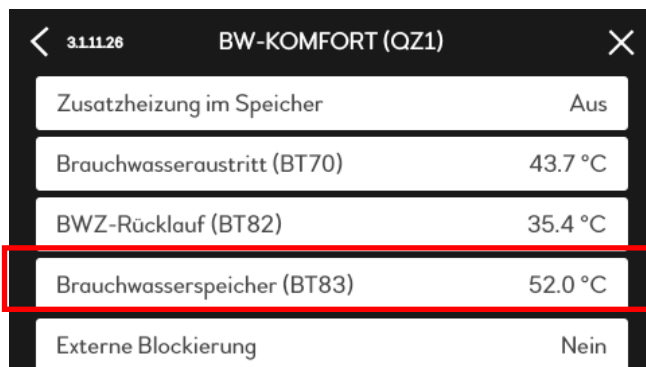 3.1.11.26 BW-KOMFORT (QZ1)
Zusatzheizung im Speicher Aus
Brauchwasseraustritt (BT70) 43.7 °C
BWZ-Rücklauf (BT82) 35.4 °C
Brauchwasserspeicher (BT83) 52.0 °C
Externe Blockierung Nein